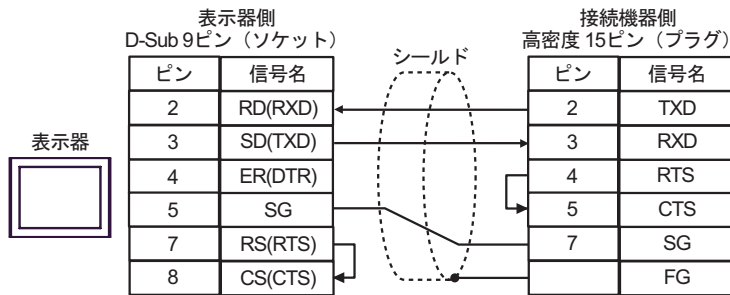 表示器側
D-Sub 9ピン（ソケット）
接続機器側
高密度 15ピン（プラグ）
シールド
表示器
ピン 信号名
2 RD(RXD)
3 SD(TXD)
4 ER(DTR)
5 SG
7 RS(RTS)
8 CS(CTS)
ピン 信号名
2 TXD
3 RXD
4 RTS
5 CTS
7 SG
FG